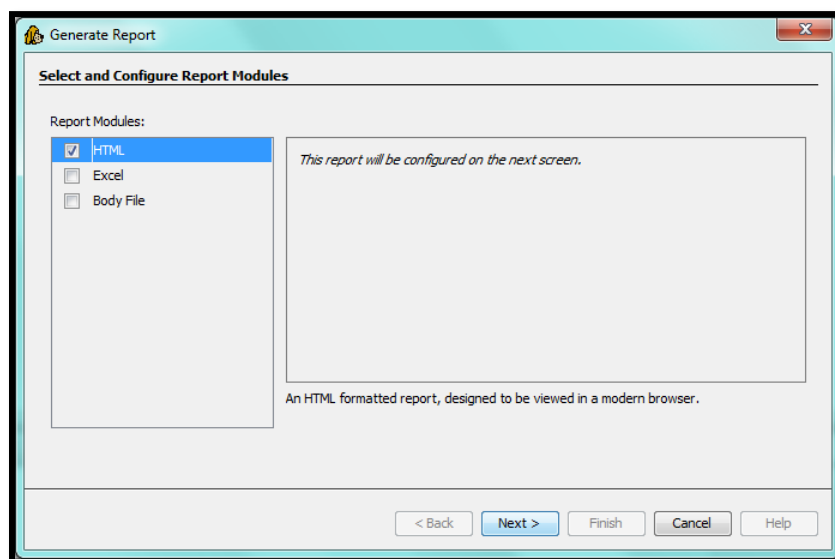 Generate Report
Select and Configure Report Modules
Report Modules:
HTML
Excel
Body File
This report will be configured on the next screen.
An HTML formatted report, designed to be viewed in a modern browser.
< Back Next > Finish Cancel Help